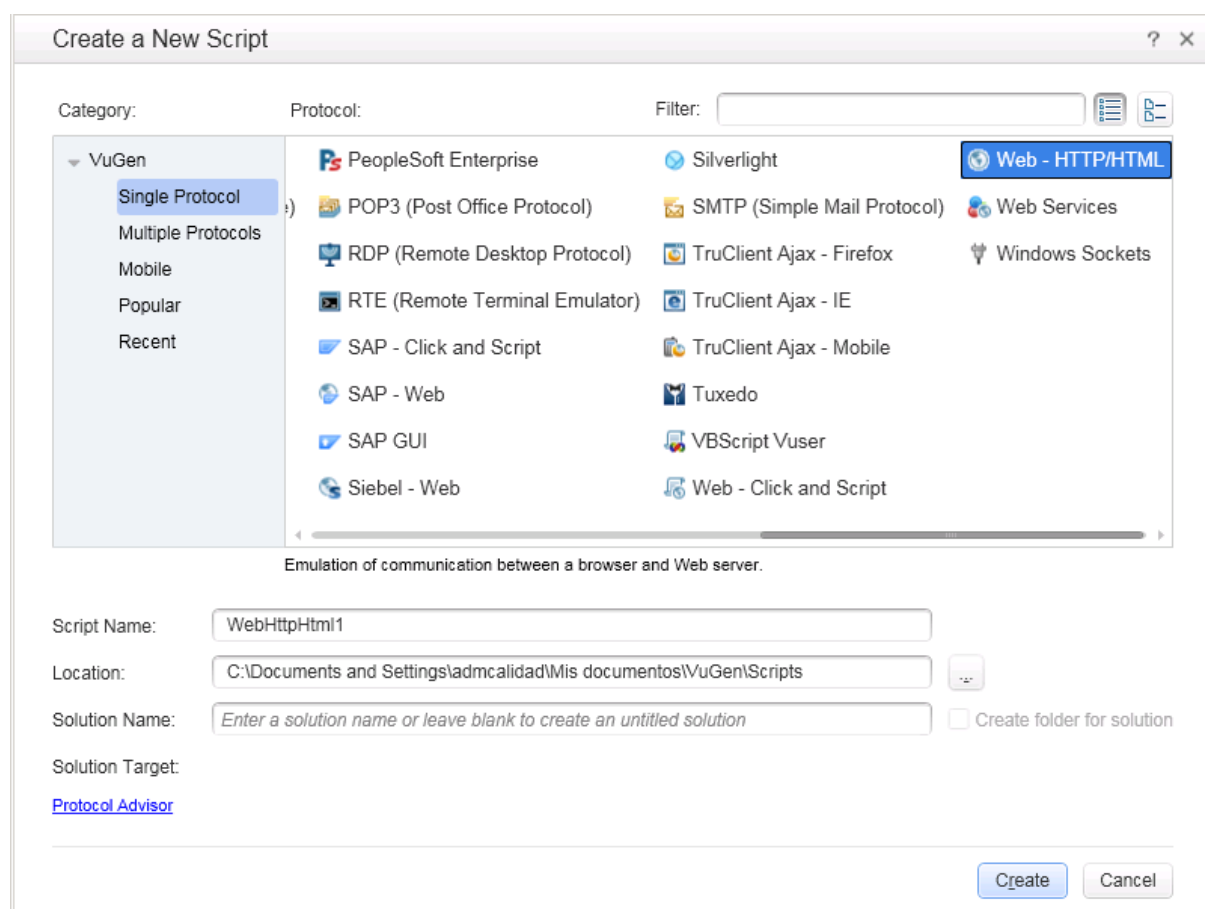 Create a New Script
?
Category:
Protocol:
Filter:
VuGen
Single Protocol
Multiple Protocols
Mobile
Popular
Recent
e)
PeopleSoft Enterprise
POP3 (Post Office Protocol)
RDP (Remote Desktop Protocol)
RTE (Remote Terminal Emulator)
SAP - Click and Script
SAP - Web
SAP GUI
Siebel - Web
Silverlight
SMTP (Simple Mail Protocol)
TruClient Ajax - Firefox
TruClient Ajax - IE
TruClient Ajax - Mobile
Tuxedo
VBScript Vuser
Web - Click and Script
Web - HTTP/HTML
Web Services
Windows Sockets
Emulation of communication between a browser and Web server.
Script Name: WebHttpHtml1
Location: C:\Documents and Settings\admcalidad\Mis documentos\VuGen\Scripts ...
Solution Name: Enter a solution name or leave blank to create an untitled solution Create folder for solution
Solution Target:
Protocol Advisor
Create Cancel